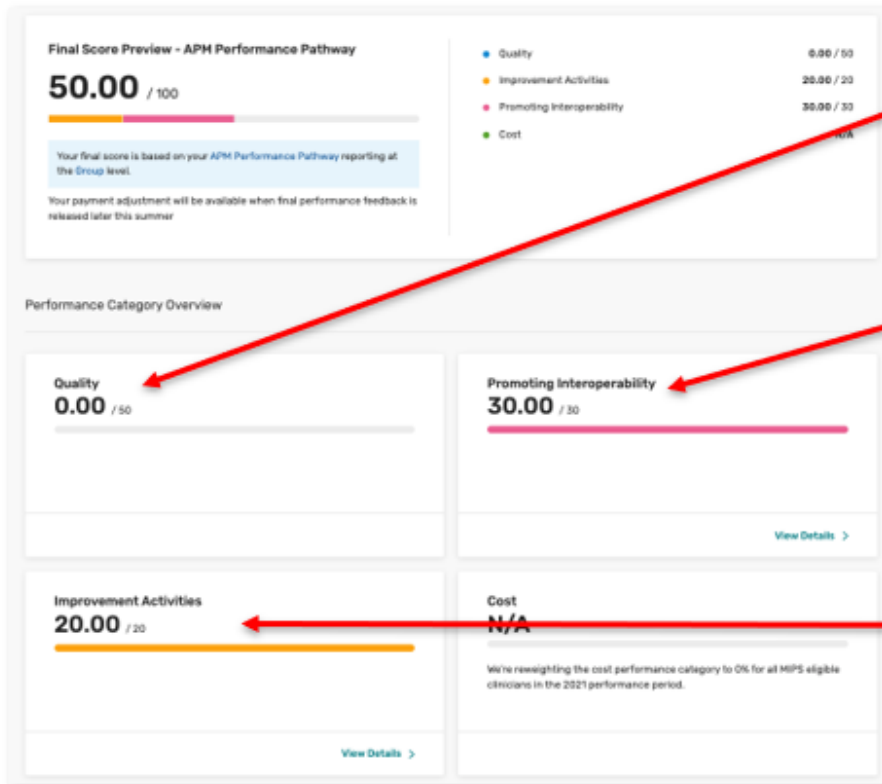 Final Score Preview - APM Performance Pathway
50.00 / 100
Your final score is based on your APM Performance Pathway reporting at
the Group level.
Your payment adjustment will be available when final performance feedback is
released later this summer
Quality 0.00 / 50
Improvement Activities 20.00 / 20
Promoting Interoperability 30.00 / 30
Cost N/A
Performance Category Overview
Quality
0.00 / 50
Promoting Interoperability
30.00 / 30
View Details >
Improvement Activities
20.00 / 20
View Details >
Cost
N/A
We're reweighting the cost performance category to 0% for all MIPS eligible
clinicians in the 2021 performance period.